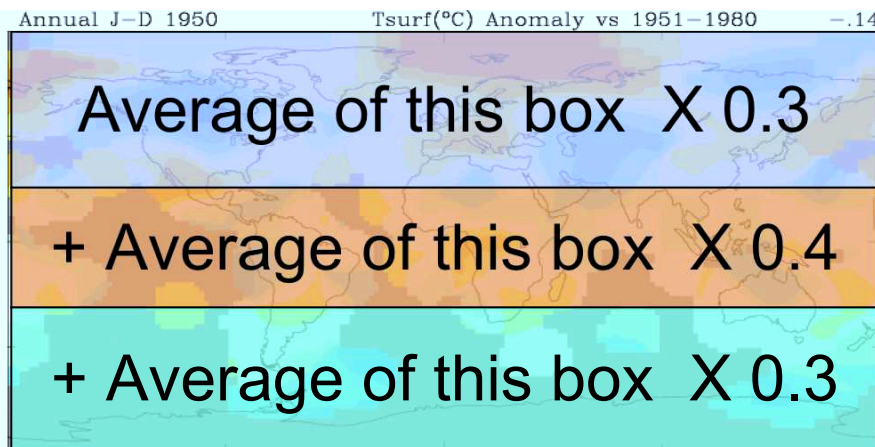 Annual J-D 1950 Tsurf(°C) Anomaly vs 1951-1980 -.14
Average of this box X 0.3
+ Average of this box X 0.4
+ Average of this box X 0.3